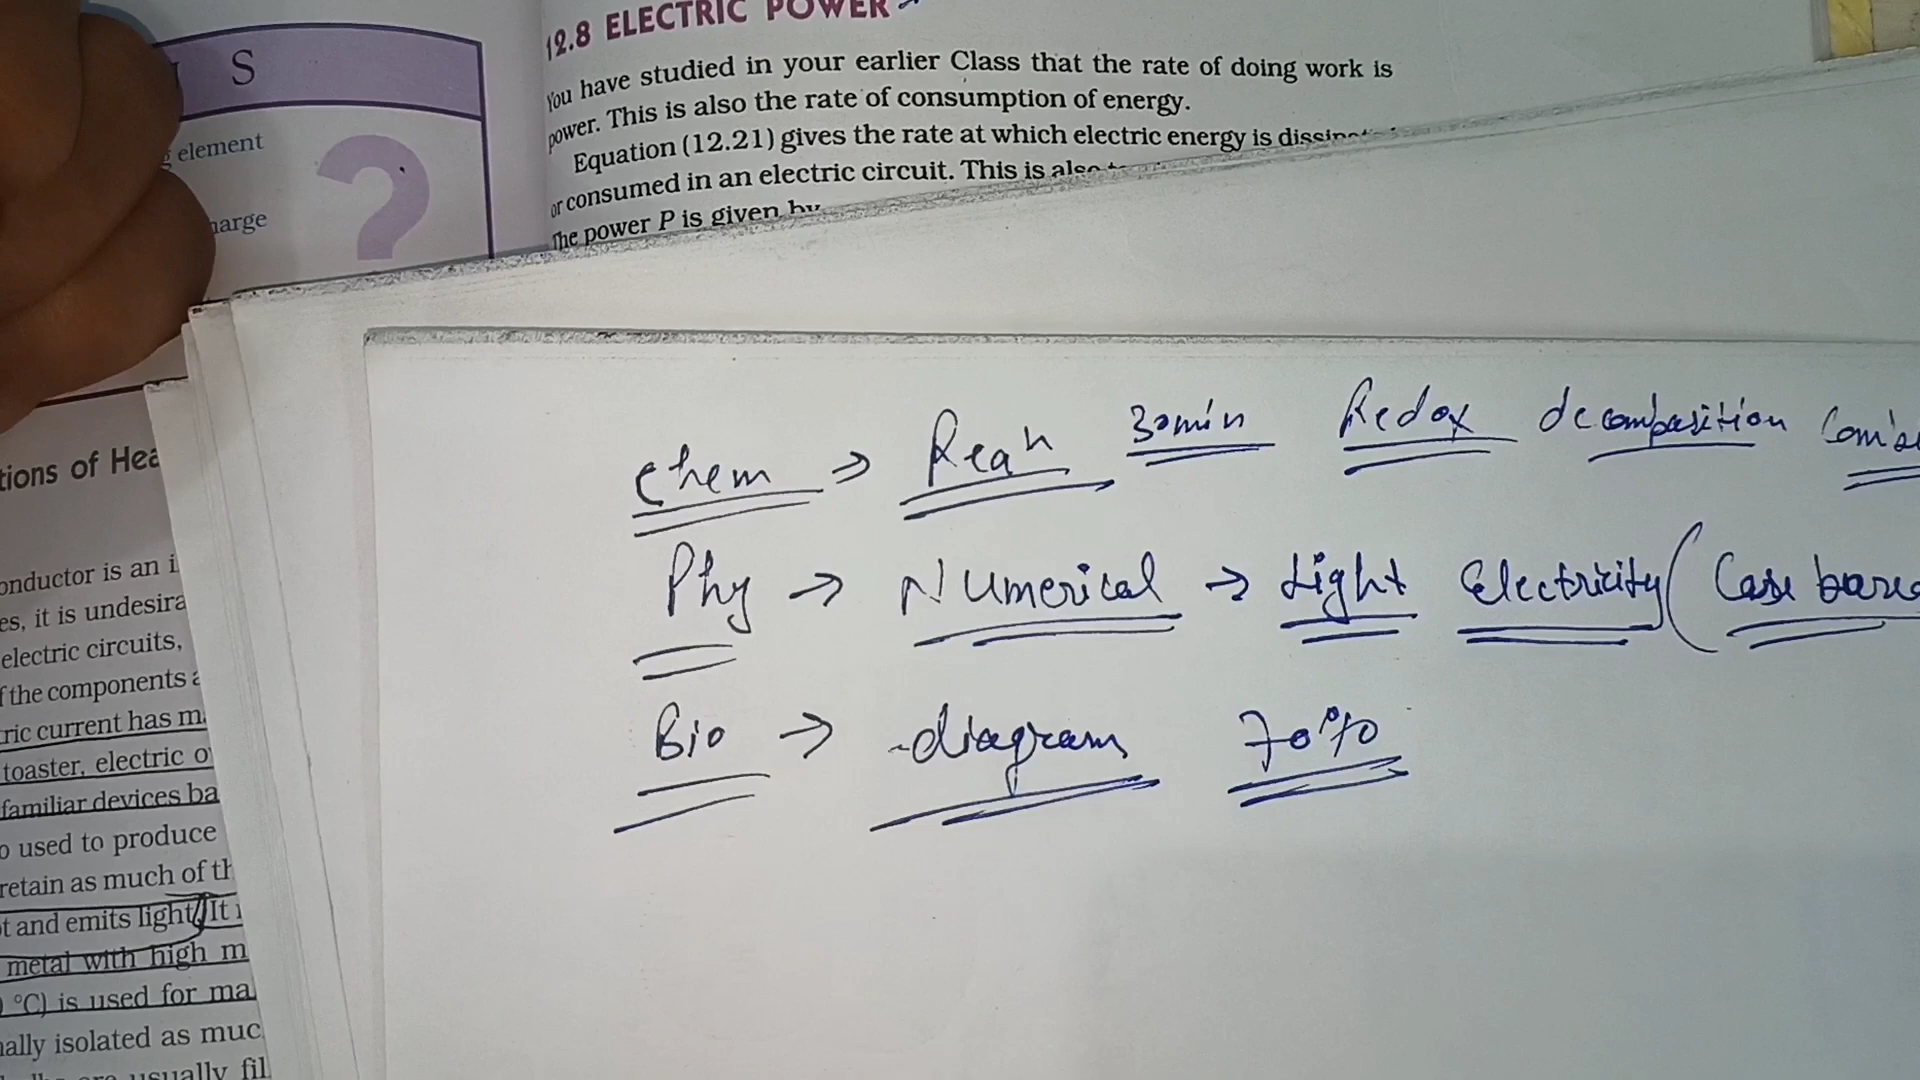 S
element
harge
12.8 ELECTRIC POWER
You have studied in your earlier Class that the rate of doing work is
power. This is also the rate of consumption of energy.
Equation (12.21) gives the rate at which electric energy is
or consumed in an electric circuit. This is also
The power P is given by
tions of Hea
onductor is an i
es, it is undesira
electric circuits,
f the components a
ric current has m
toaster, electric o
familiar devices ba
o used to produce
retain as much of th
t and emits light. It i
metal with high m
°C) is used for ma
nally isolated as muc
usually fil
Chem ⇒ Reaⁿ 30min Redox decomposition
Phy → Numerical → Light Electricity (Case base
Bio → diagram 70%